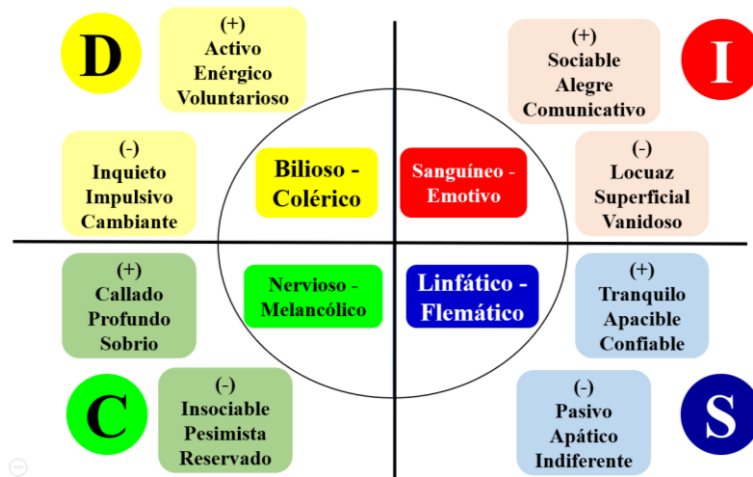 D
(+)
Activo
Enérgico
Voluntarioso
(-)
Inquieto
Impulsivo
Cambiante
Bilioso -
Colérico
(+)
Sociable
Alegre
Comunicativo
I
(-)
Locuaz
Superficial
Vanidoso
Sanguíneo -
Emotivo
(+)
Callado
Profundo
Sobrio
Nervioso -
Melancólico
C
(-)
Insociable
Pesimista
Reservado
Linfático -
Flemático
(+)
Tranquilo
Apacible
Confiable
(-)
Pasivo
Apático
Indiferente
S